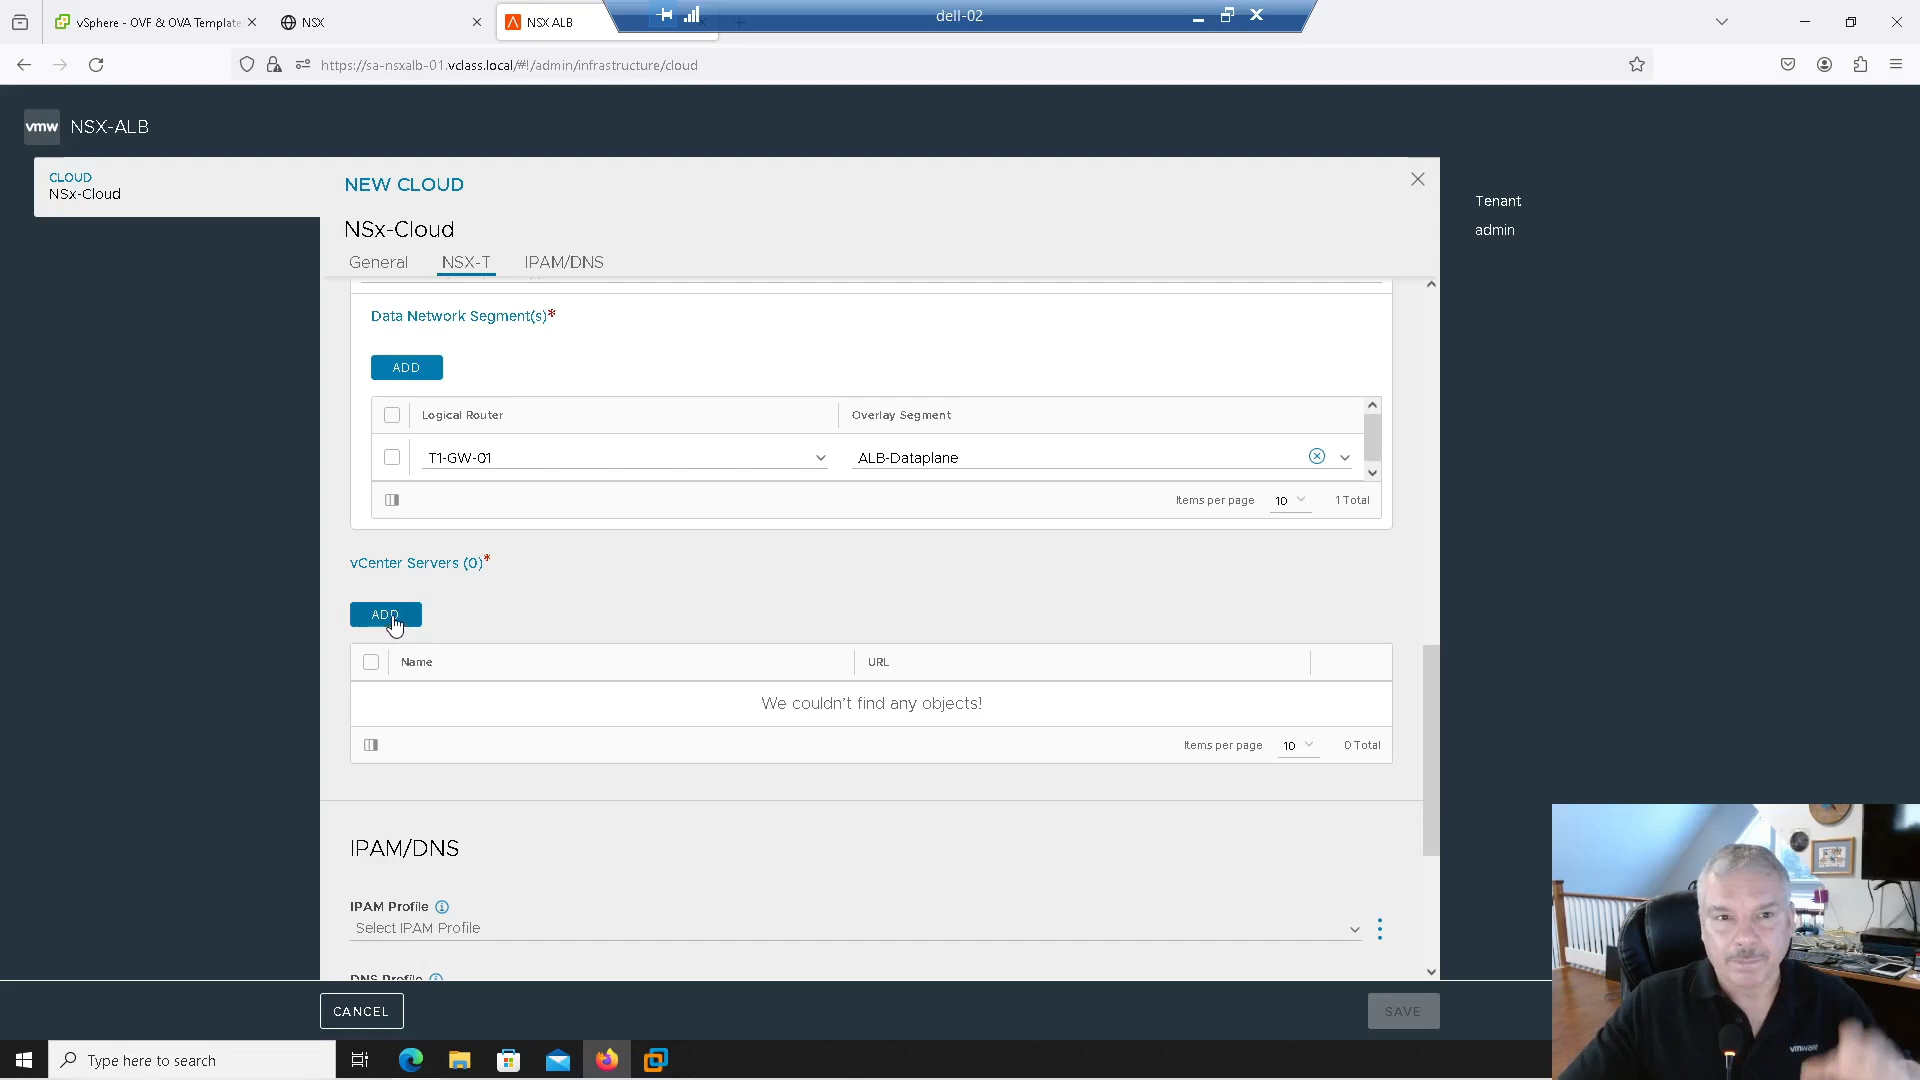 vSphere - OVF & OVA Template
NSX
NSX ALB
dell-02
https://sa-nsxalb-01.vclass.local/#!/admin/infrastructure/cloud
vmw NSX-ALB
CLOUD
NSx-Cloud
NEW CLOUD
NSx-Cloud
General NSX-T IPAM/DNS
Tenant
admin
Data Network Segment(s)*
ADD
Logical Router Overlay Segment
T1-GW-01 ALB-Dataplane
Items per page 10 1 Total
vCenter Servers (0)*
ADD
Name URL
We couldn't find any objects!
Items per page 10 0 Total
IPAM/DNS
IPAM Profile
Select IPAM Profile
DNS Profile
CANCEL SAVE
Type here to search
vmware